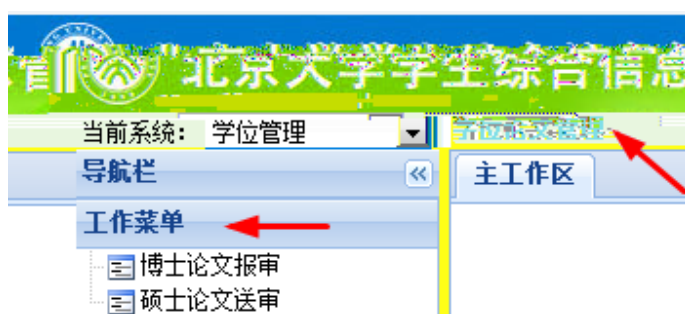 北京大学学生综合信息
当前系统： 学位管理 学位论文管理
导航栏 主工作区
工作菜单
博士论文报审
硕士论文送审